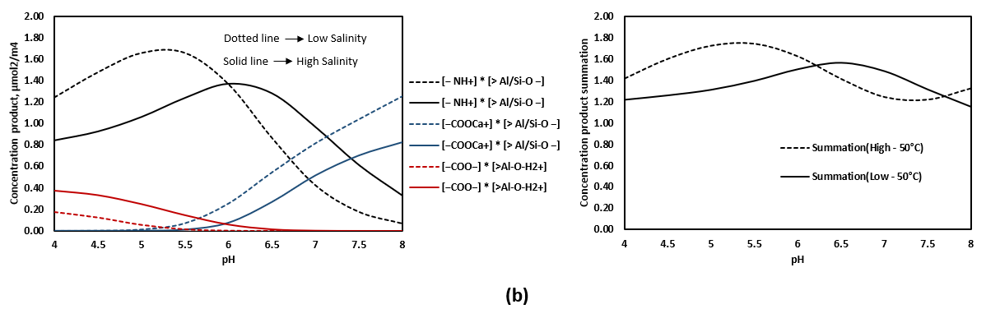 Concentration product, µmol2/m4
2.00
1.80
1.60
1.40
1.20
1.00
0.80
0.60
0.40
0.20
0.00
4 4.5 5 5.5 6 6.5 7 7.5 8
pH
Dotted line → Low Salinity
Solid line → High Salinity
[– NH+] * [> Al/Si-O –]
[– NH+] * [> Al/Si-O –]
[–COOCa+] * [> Al/Si-O –]
[–COOCa+] * [> Al/Si-O –]
[–COO–] * [>Al-O-H2+]
[–COO–] * [>Al-O-H2+]
Concentration product summation
2.00
1.80
1.60
1.40
1.20
1.00
0.80
0.60
0.40
0.20
0.00
4 4.5 5 5.5 6 6.5 7 7.5 8
pH
Summation(High - 50°C)
Summation(Low - 50°C)
(b)